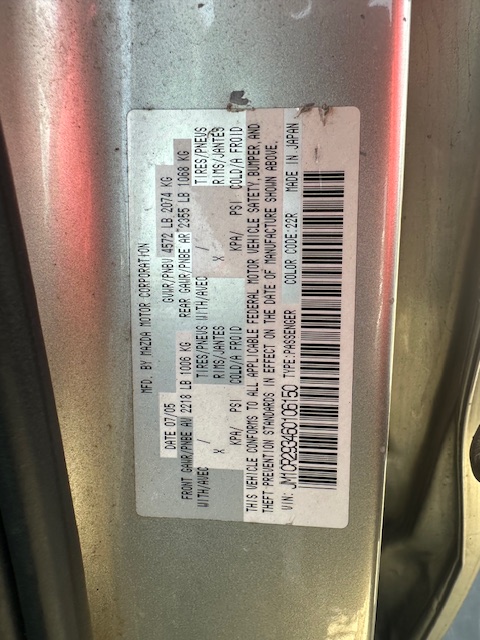 MFD. BY MAZDA MOTOR CORPORATION
DATE 07/05 GVWR/PNBV 4572 LB 2074 KG
FRONT GAWR/PNBE AV 2218 LB 1006 KG REAR GAWR/PNBE AR 2355 LB 1068 KG
WITH/AVEC / TIRES/PNEUS WITH/AVEC / TIRES/PNEUS
X RIMS/JANTES X RIMS/JANTES
KPA/ PSI COLD/A FROID KPA/ PSI COLD/A FROID
THIS VEHICLE CONFORMS TO ALL APPLICABLE FEDERAL MOTOR VEHICLE SAFETY, BUMPER, AND
THEFT PREVENTION STANDARDS IN EFFECT ON THE DATE OF MANUFACTURE SHOWN ABOVE.
VIN: JM1CR293460106150 TYPE:PASSENGER COLOR CODE:22R MADE IN JAPAN